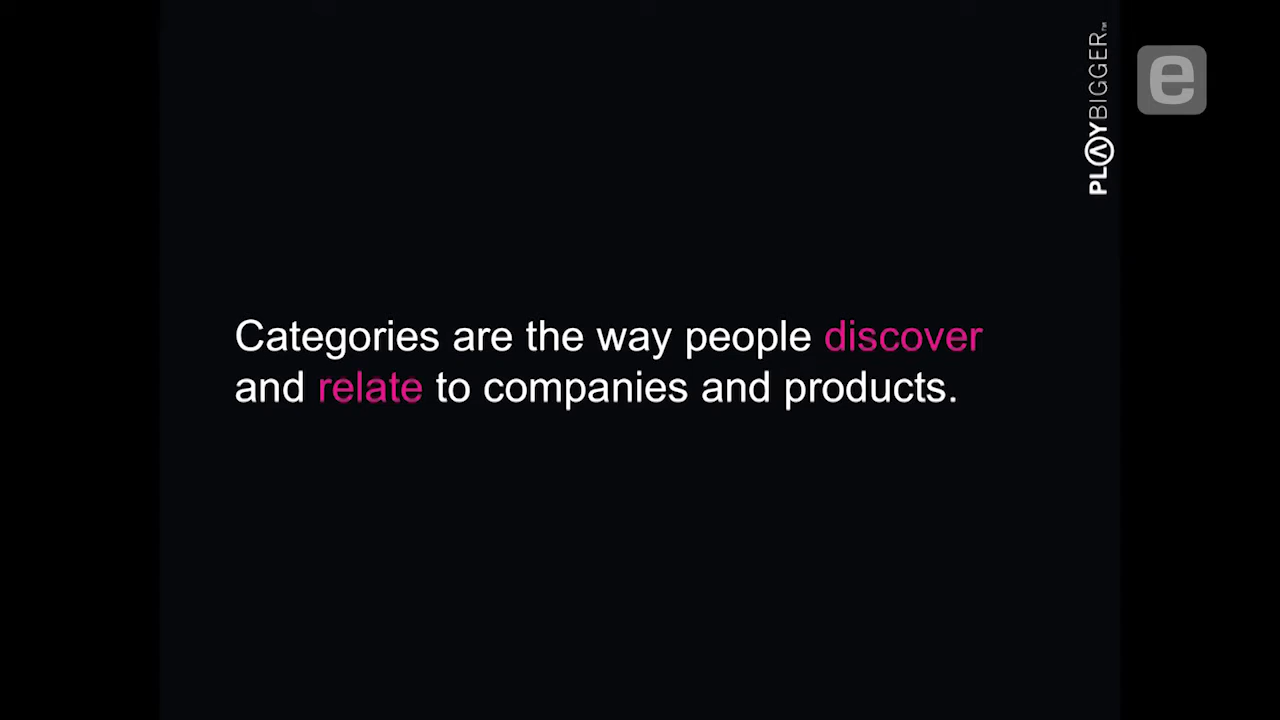 PLAYBIGGER™
e
Categories are the way people discover
and relate to companies and products.